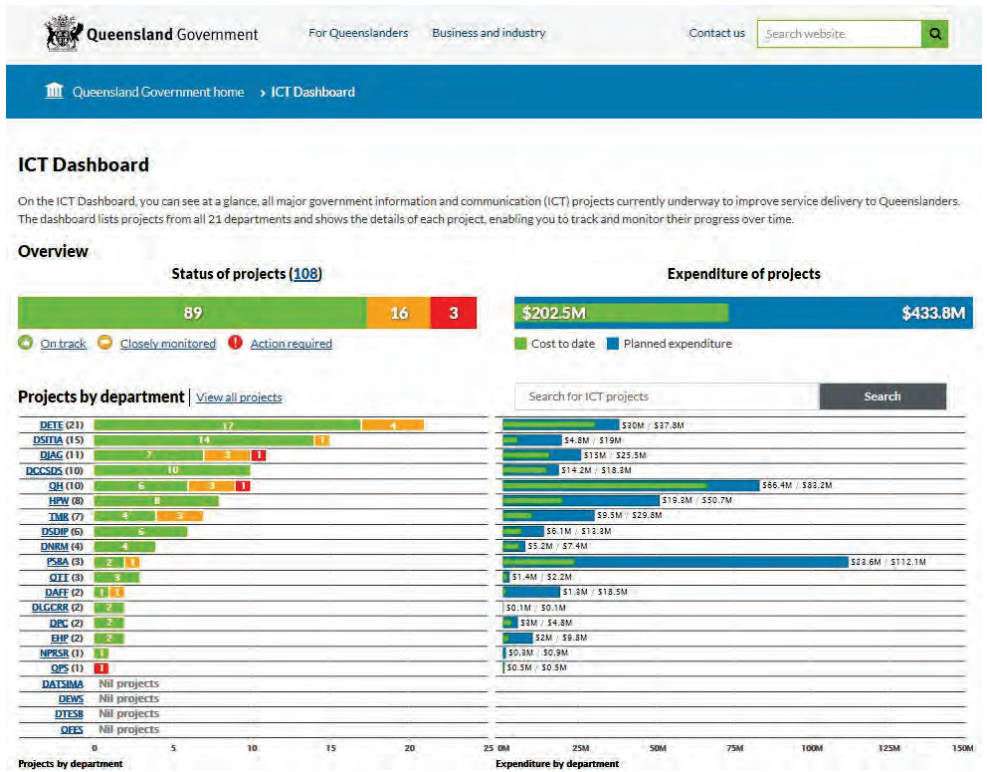 Queensland Government For Queenslanders Business and industry Contact us Search website
Queensland Government home > ICT Dashboard
ICT Dashboard
On the ICT Dashboard, you can see at a glance, all major government information and communication (ICT) projects currently underway to improve service delivery to Queenslanders.
The dashboard lists projects from all 21 departments and shows the details of each project, enabling you to track and monitor their progress over time.
Overview
Status of projects (108) Expenditure of projects
89 16 3 $202.5M $433.8M
On track Closely monitored Action required Cost to date Planned expenditure
Projects by department | View all projects Search for ICT projects Search
DETE (21) 17 4 $30M / $37.8M
DSITIA (15) 14 1 $4.8M / $19M
DJAG (11) 7 3 1 $15M / $25.5M
DCCSDS (10) 10 $14.2M / $18.3M
QH (10) 6 3 1 $66.4M / $83.2M
HPW (8) 8 $19.3M / $50.7M
TMR (7) 4 3 $9.5M / $29.8M
DSDIP (6) 6 $6.1M / $13.3M
DNRM (4) 4 $5.2M / $7.4M
PSBA (3) 2 1 $23.6M / $112.1M
QTT (3) 3 $1.4M / $2.2M
DAFF (2) 1 1 $1.3M / $18.5M
DLGCRR (2) 2 $0.1M / $0.1M
DPC (2) 2 $3M / $4.8M
EHP (2) 2 $2M / $9.8M
NPRSR (1) 1 $0.3M / $0.9M
QPS (1) 1 $0.5M / $0.5M
DATSIMA Nil projects
DEWS Nil projects
DTESB Nil projects
QFES Nil projects
0 5 10 15 20 25 0M 25M 50M 75M 100M 125M 150M
Projects by department Expenditure by department